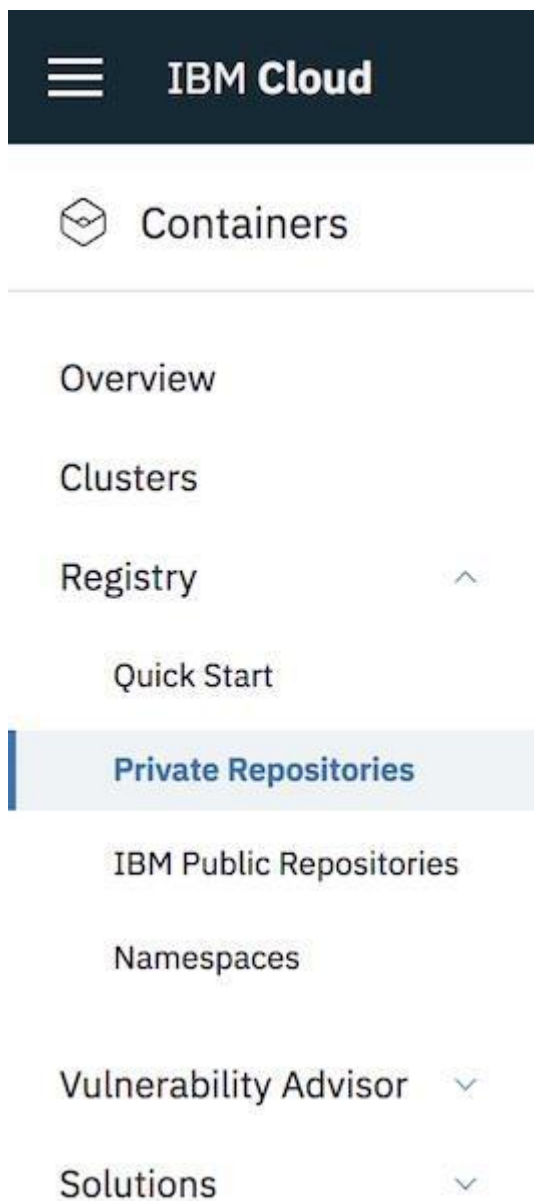 IBM Cloud
Containers
Overview
Clusters
Registry
Quick Start
Private Repositories
IBM Public Repositories
Namespaces
Vulnerability Advisor
Solutions